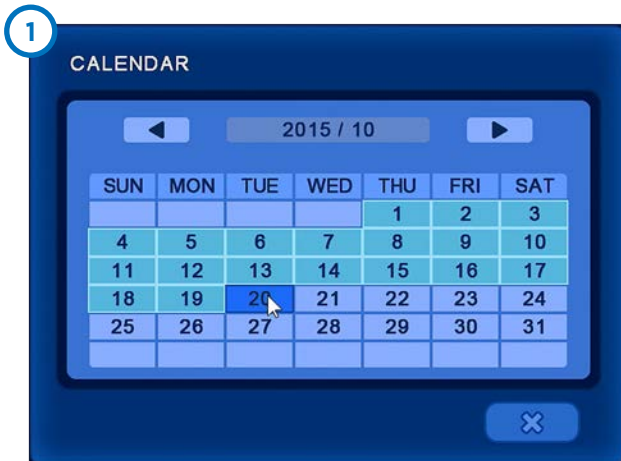 1
CALENDAR
2015 / 10
SUN MON TUE WED THU FRI SAT
1 2 3
4 5 6 7 8 9 10
11 12 13 14 15 16 17
18 19 20 21 22 23 24
25 26 27 28 29 30 31